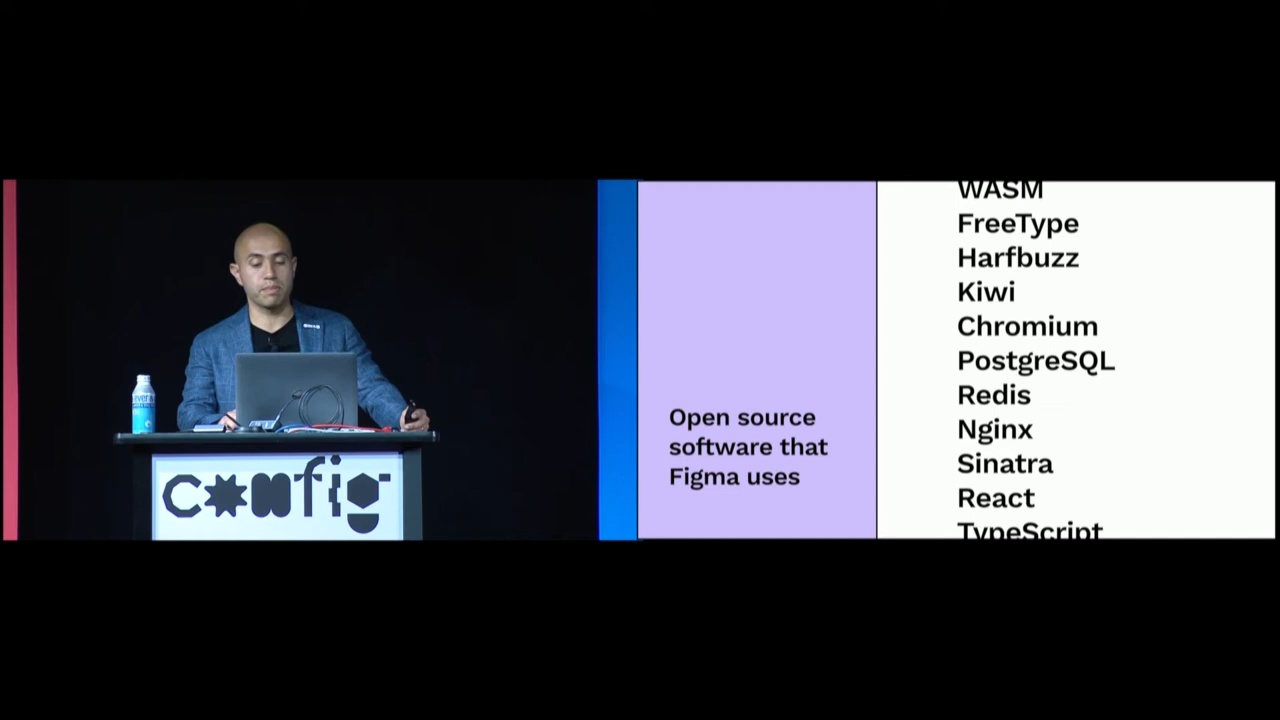 config
Open source
software that
Figma uses
WASM
FreeType
Harfbuzz
Kiwi
Chromium
PostgreSQL
Redis
Nginx
Sinatra
React
TypeScript